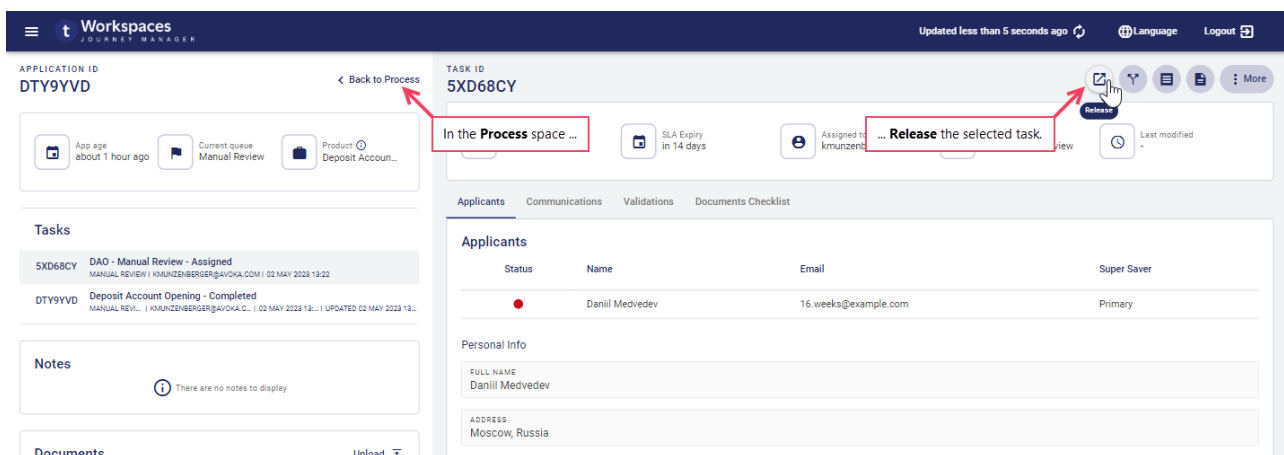 Workspaces
JOURNEY MANAGER
Updated less than 5 seconds ago
Language
Logout
APPLICATION ID
DTY9YVD
Back to Process
TASK ID
5XD68CY
More
Release
In the Process space ...
... Release the selected task.
App age
about 1 hour ago
Current queue
Manual Review
Product
Deposit Accoun...
SLA Expiry
in 14 days
Assigned to
kmunzenb
view
Last modified
-
Applicants Communications Validations Documents Checklist
Tasks
5XD68CY DAO - Manual Review - Assigned
MANUAL REVIEW | KMUNZENBERGER@AVOKA.COM | 02 MAY 2023 13:22
DTY9YVD Deposit Account Opening - Completed
MANUAL REVI... | KMUNZENBERGER@AVOKA.C... | 02 MAY 2023 13:... | UPDATED 02 MAY 2023 13...
Notes
There are no notes to display
Documents Upload
Applicants
Status Name Email Super Saver
Daniil Medvedev 16.weeks@example.com Primary
Personal Info
FULL NAME
Daniil Medvedev
ADDRESS
Moscow, Russia